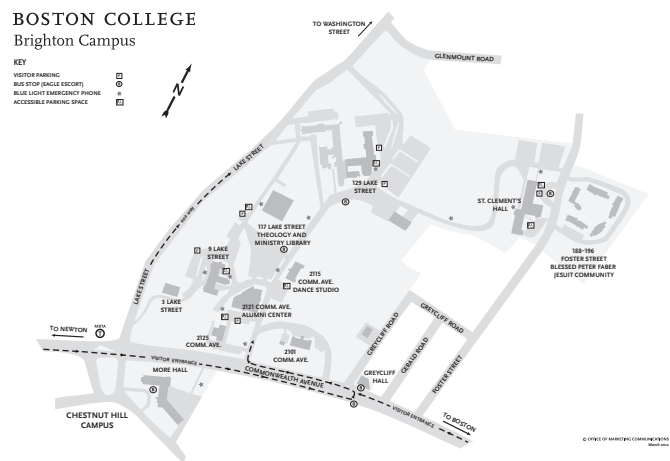 BOSTON COLLEGE
Brighton Campus
KEY
VISITOR PARKING P
BUS STOP (EAGLE ESCORT) B
BLUE LIGHT EMERGENCY PHONE
ACCESSIBLE PARKING SPACE
TO WASHINGTON
STREET
GLENMOUNT ROAD
N
LAKE STREET
one way
129 LAKE
STREET
ST. CLEMENT'S
HALL
117 LAKE STREET
THEOLOGY AND
MINISTRY LIBRARY
188-196
FOSTER STREET
BLESSED PETER FABER
JESUIT COMMUNITY
9 LAKE
STREET
2115
COMM. AVE.
DANCE STUDIO
LAKE STREET
3 LAKE
STREET
2121 COMM. AVE.
ALUMNI CENTER
GREYCLIFF ROAD
GREYCLIFF ROAD
GERALD ROAD
FOSTER STREET
TO NEWTON
MBTA
T
2125
COMM. AVE.
2101
COMM. AVE.
VISITOR ENTRANCE
COMMONWEALTH AVENUE
MORE HALL
GREYCLIFF
HALL
VISITOR ENTRANCE
TO BOSTON
CHESTNUT HILL
CAMPUS
© OFFICE OF MARKETING COMMUNICATIONS